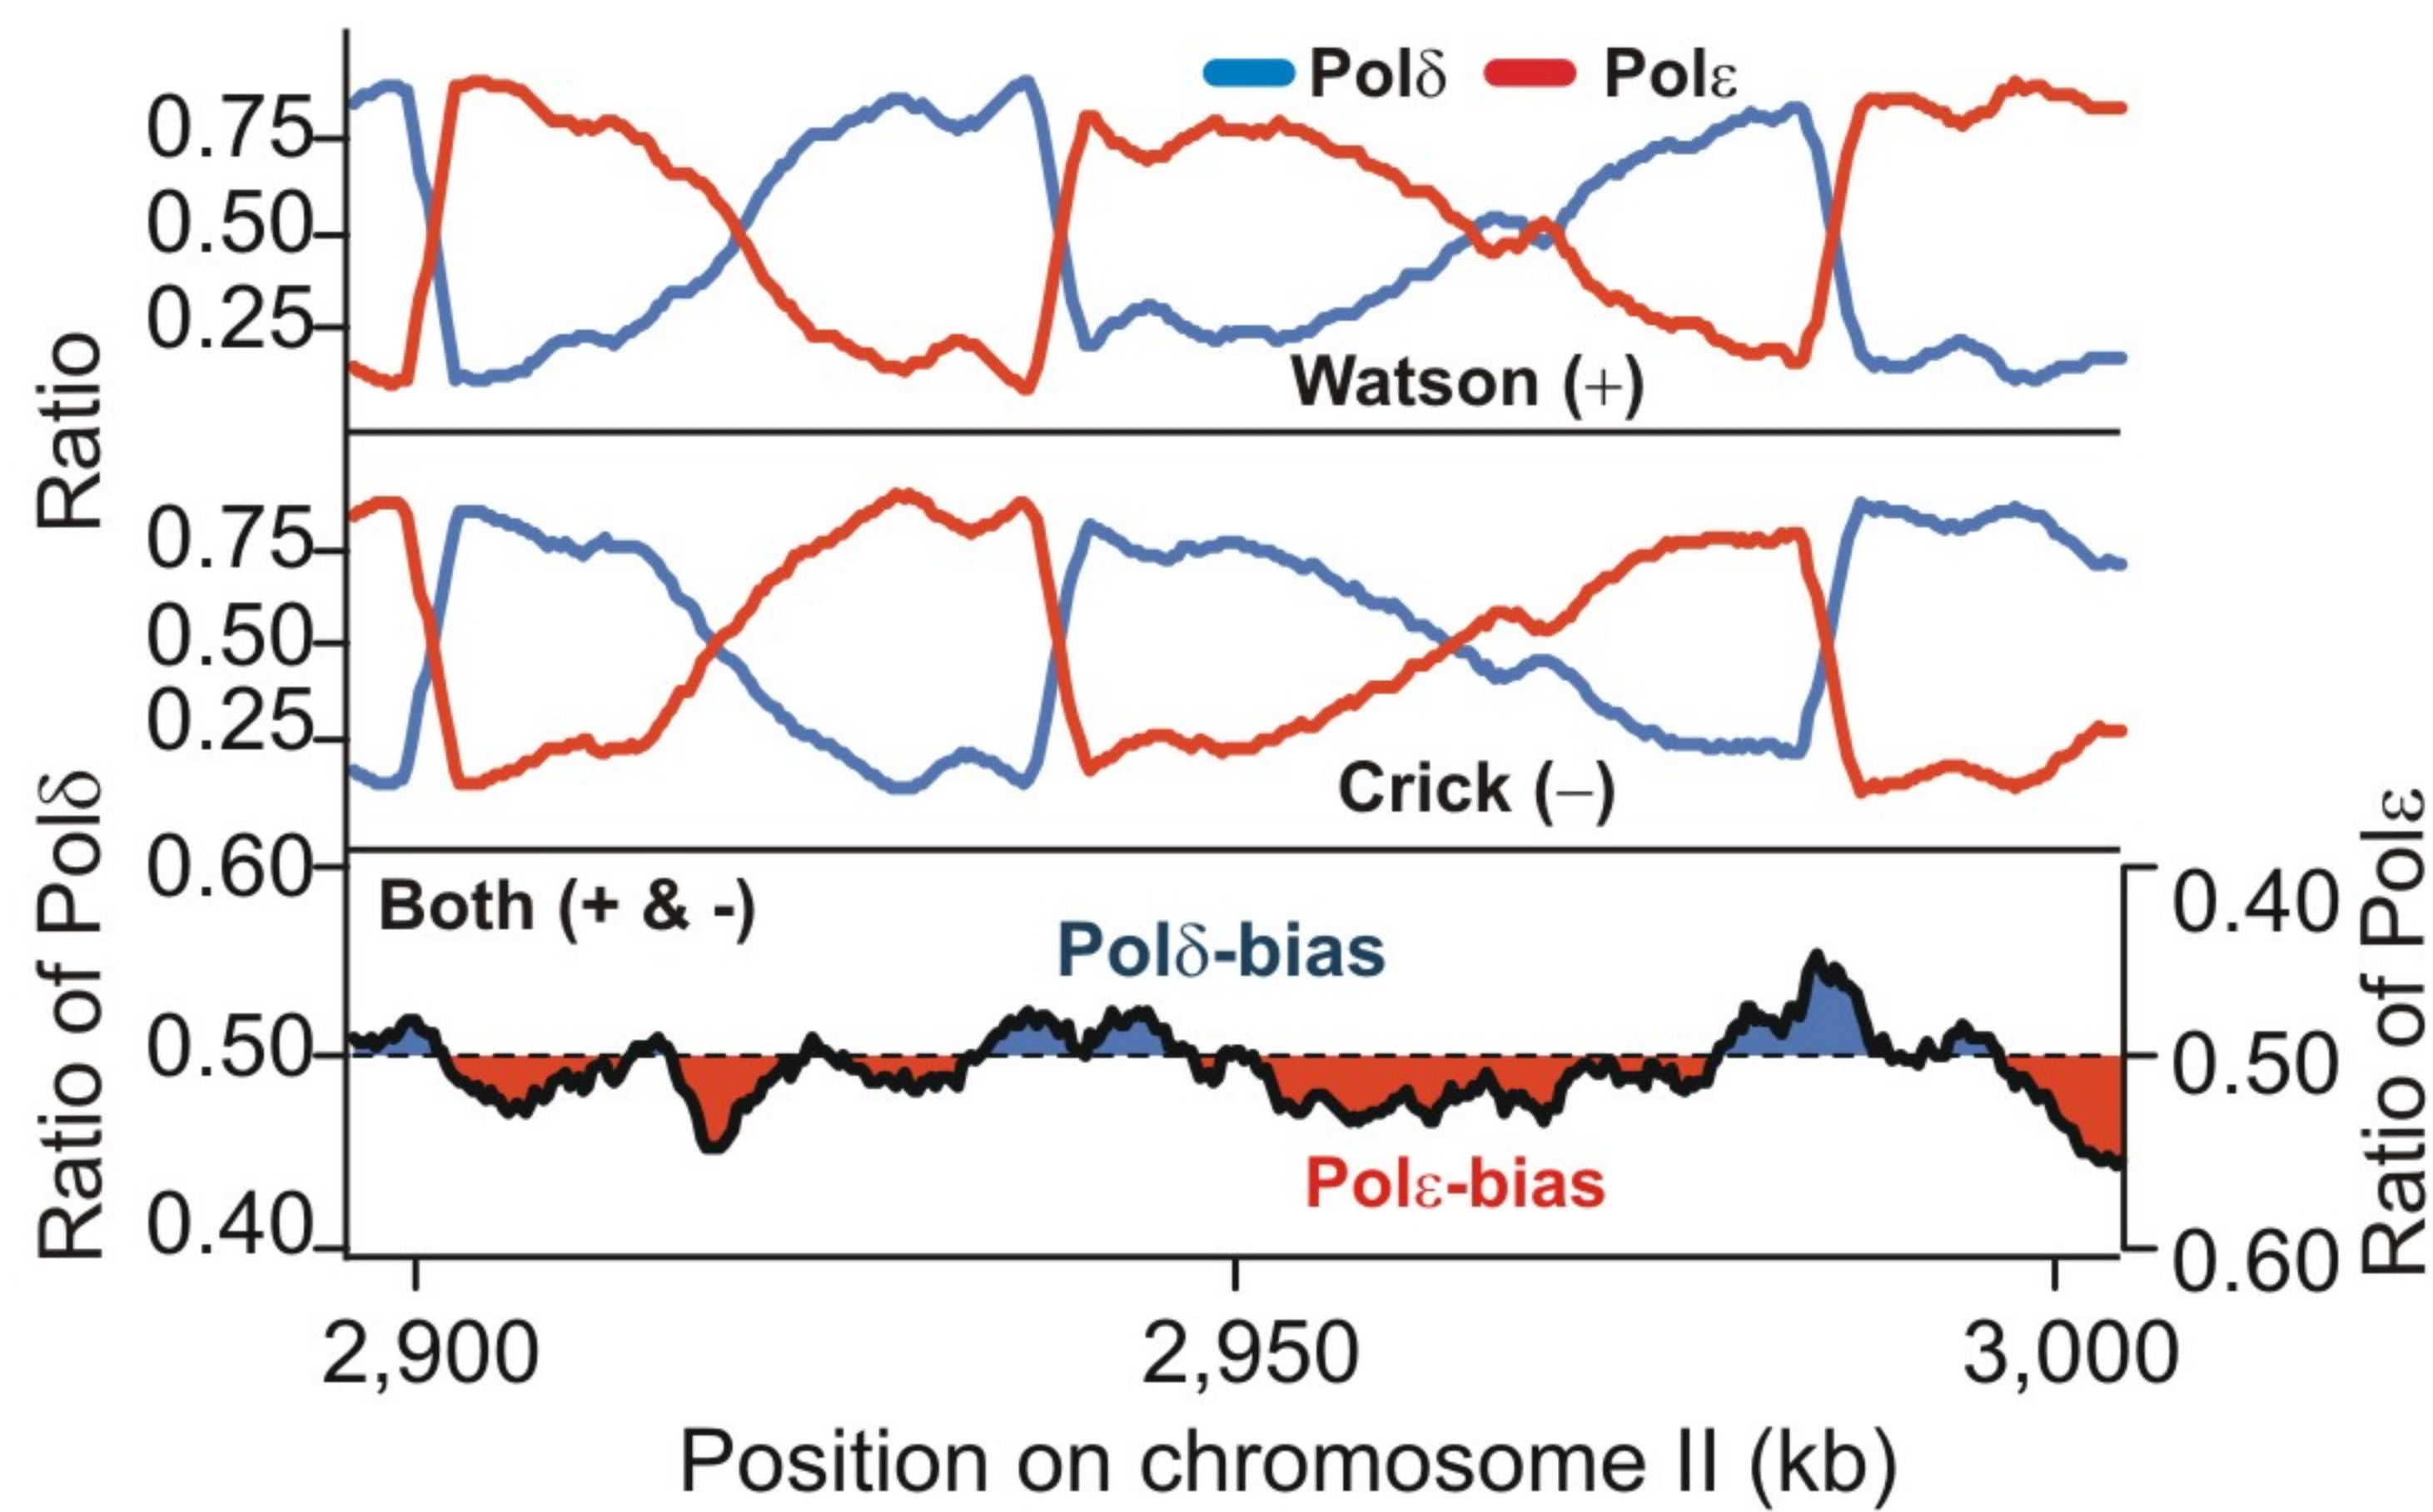 Polδ Polε
0.75
0.50
0.25
Ratio
Watson (+)
0.75
0.50
0.25
Crick (–)
0.60
0.50
0.40
Ratio of Polδ
Both (+ & -)
Polδ-bias
Polε-bias
0.40
0.50
0.60
Ratio of Polε
2,900 2,950 3,000
Position on chromosome II (kb)